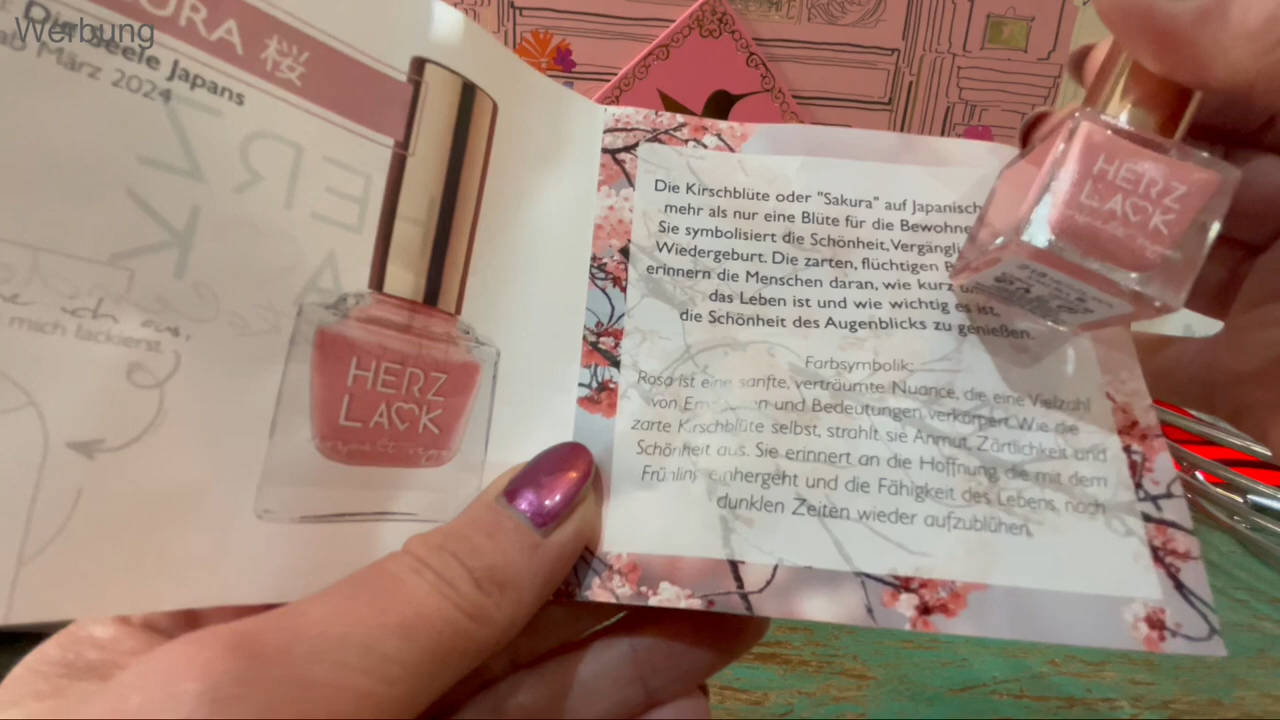 Werbung
SAKURA 桜
Die Seele Japans
ab März 2024
HERZ
LACK
mich lackierst
Die Kirschblüte oder "Sakura" auf Japanisch
mehr als nur eine Blüte für die Bewohne
Sie symbolisiert die Schönheit, Vergängli
Wiedergeburt. Die zarten, flüchtigen B
erinnern die Menschen daran, wie kurz
das Leben ist und wie wichtig es ist,
die Schönheit des Augenblicks zu genießen.
Farbsymbolik:
Rosa ist eine sanfte, verträumte Nuance, die eine Vielzahl
von und Bedeutungen verkörpert. Wie die
zarte Kirschblüte selbst, strahlt sie Anmut, Zärtlichkeit und
Schönheit aus. Sie erinnert an die Hoffnung, die mit dem
Frühling einhergeht und die Fähigkeit des Lebens, nach
dunklen Zeiten wieder aufzublühen.
HERZ
LACK